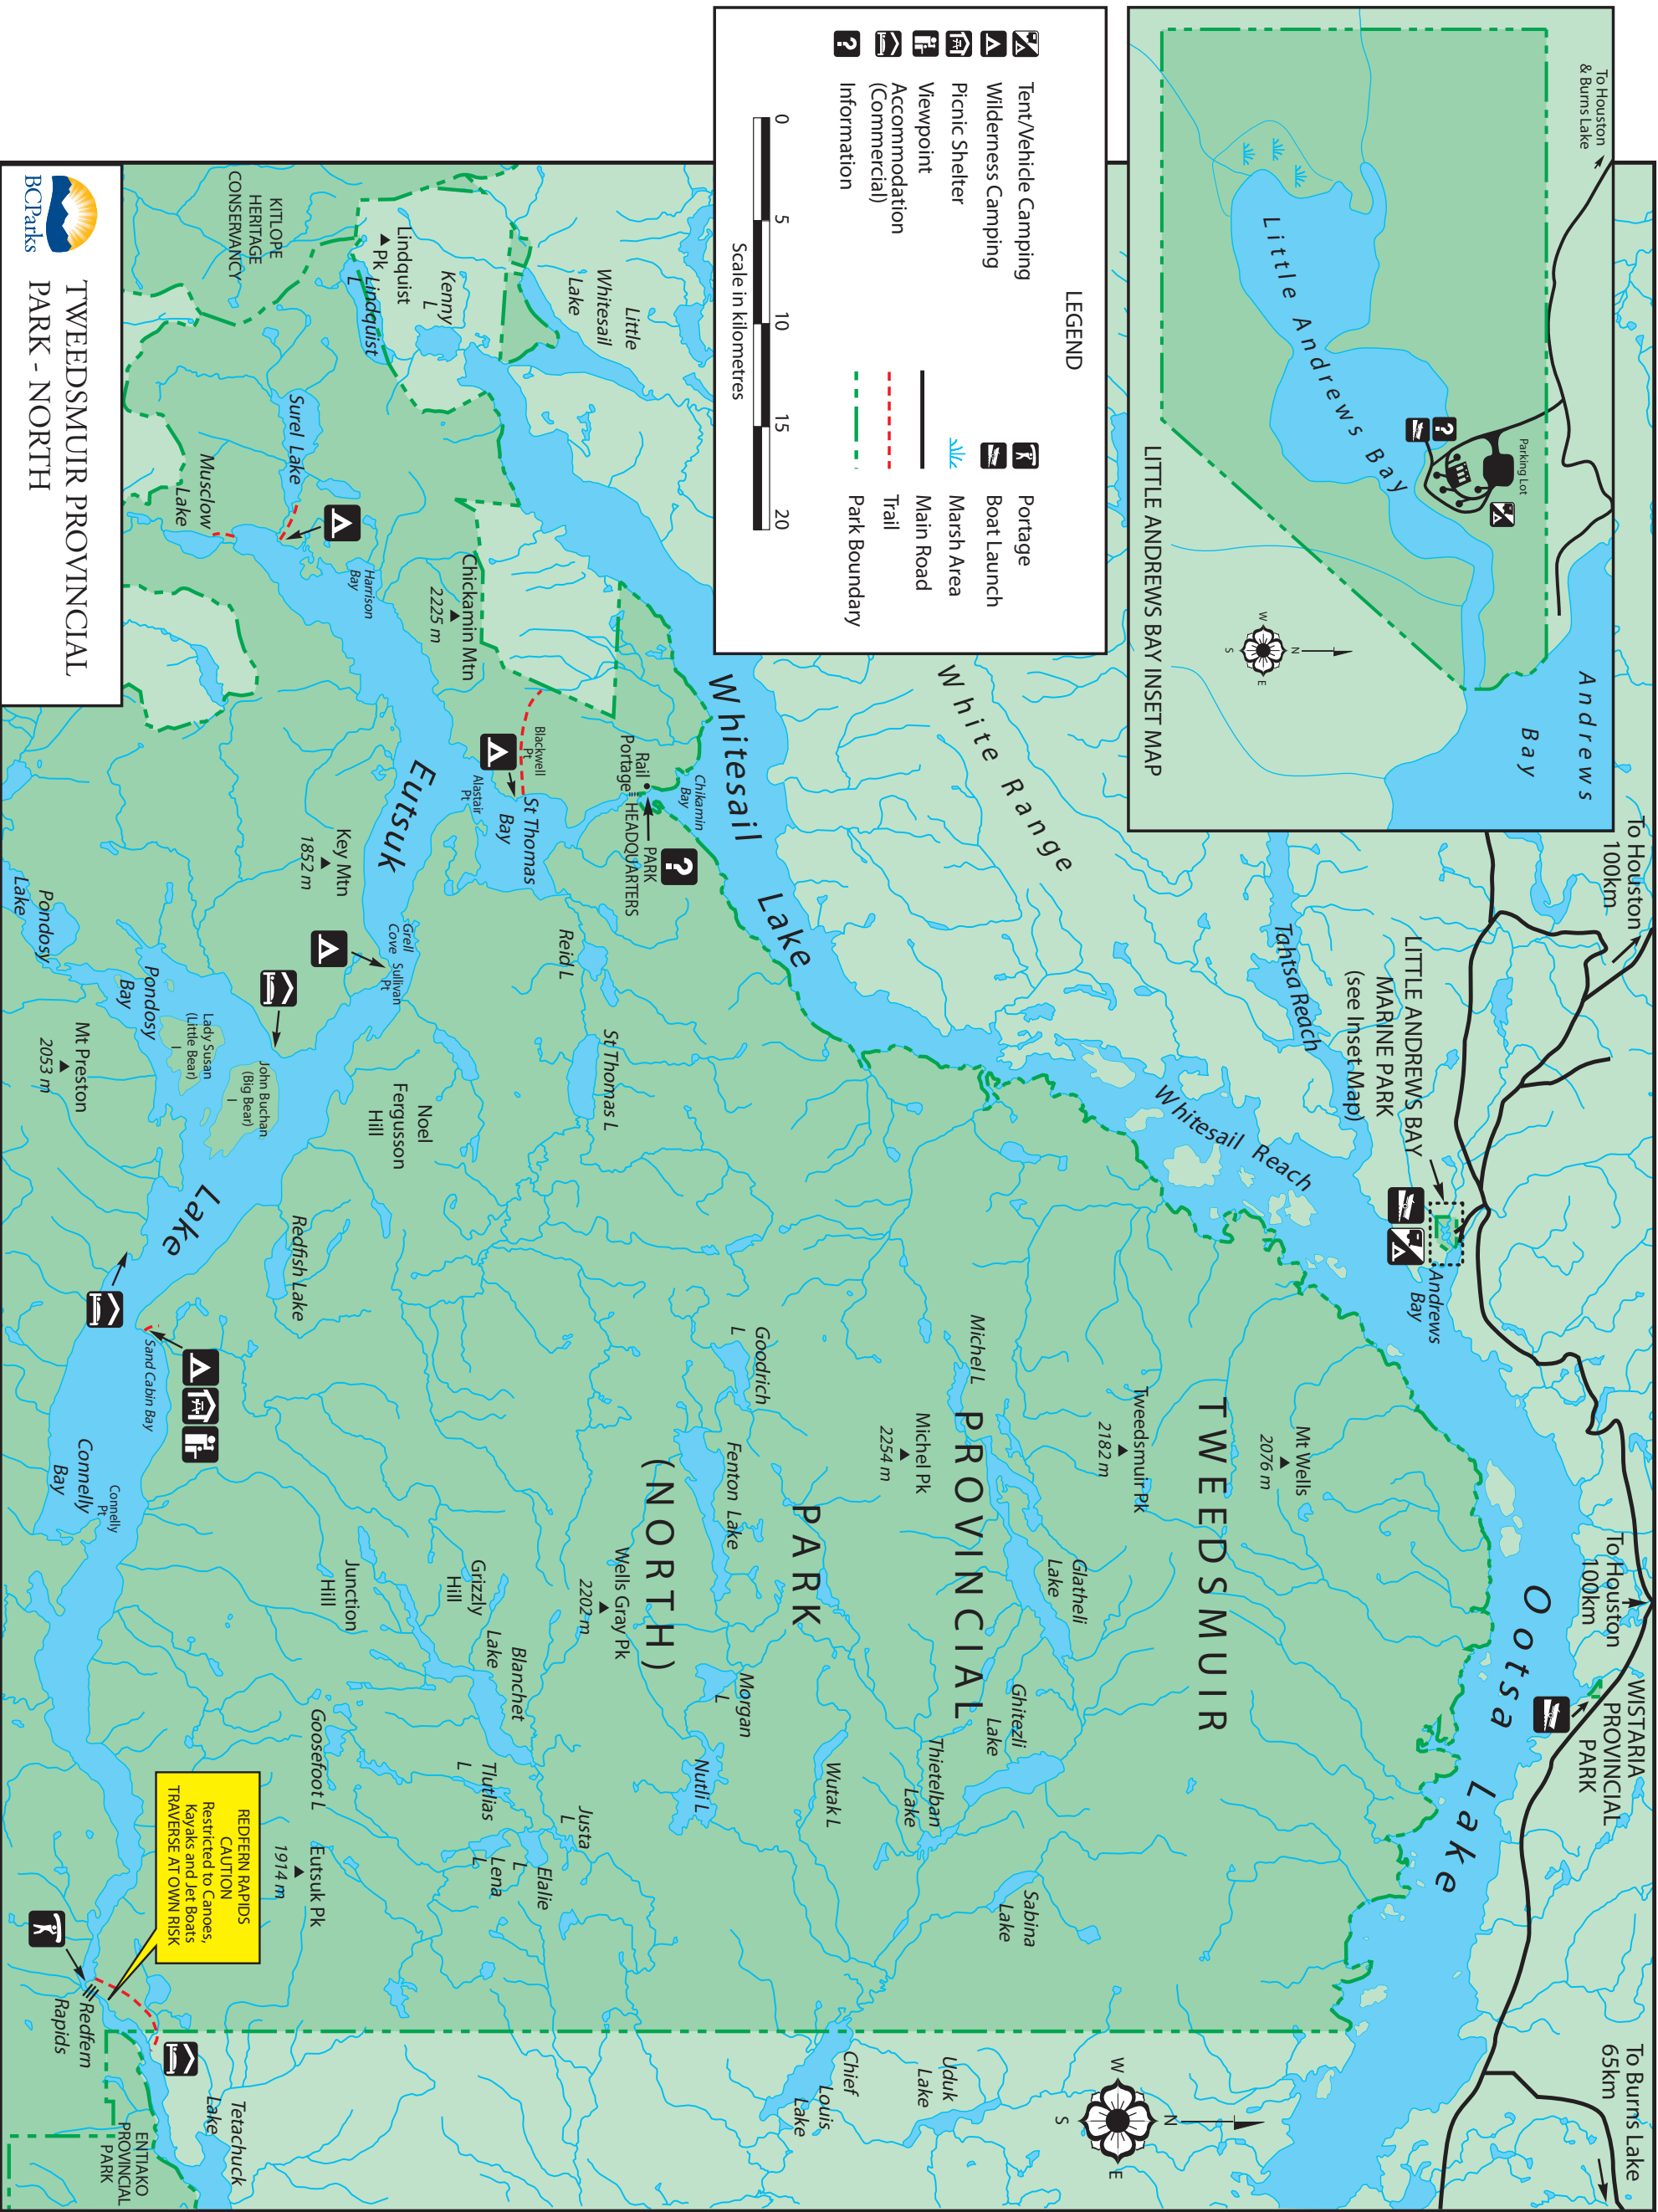 To Houston
& Burns Lake
Parking Lot
Little Andrews Bay
Andrews
Bay
N
W
E
S
LITTLE ANDREWS BAY INSET MAP
LEGEND
Tent/Vehicle Camping
Wilderness Camping
Picnic Shelter
Viewpoint
Accommodation
(Commercial)
Information
Portage
Boat Launch
Marsh Area
Main Road
Trail
Park Boundary
0 5 10 15 20
Scale in kilometres
To Houston
100km
LITTLE ANDREWS BAY
MARINE PARK
(see Inset Map)
Andrews
Bay
To Houston
100km
WISTARIA
PROVINCIAL
PARK
To Burns Lake
65km
Ootsa Lake
Tahtsa Reach
Whitesail Reach
White Range
Whitesail Lake
Little
Whitesail
Lake
Kenny
L
Lindquist
Pk
Lindquist
L
KITLOPE
HERITAGE
CONSERVANCY
Surel Lake
Musclow
Lake
Harrison
Bay
Chickamin Mtn
2225 m
Blackwell
Pt
Alastair
Pt
St Thomas
Bay
Rail
Portage
Chikamin
Bay
PARK
HEADQUARTERS
Reid L
St Thomas L
Eutsuk Lake
Key Mtn
1852 m
Grell
Cove
Sullivan
Pt
Pondosy
Lake
Pondosy
Bay
Lady Susan
(Little Bear)
I
John Buchan
(Big Bear)
I
Mt Preston
2053 m
Noel
Fergusson
Hill
Redfish Lake
Sand Cabin Bay
Connelly
Bay
Connelly
Pt
TWEEDSMUIR
PROVINCIAL
PARK
(NORTH)
Mt Wells
2076 m
Tweedsmuir Pk
2182 m
Michel L
Michel Pk
2254 m
Glatheli
Lake
Ghitezli
Lake
Thietelban
Lake
Sabina
Lake
Goodrich
L
Fenton Lake
Morgan
L
Nutli L
Wutak L
Wells Gray Pk
2202 m
Grizzly
Hill
Junction
Hill
Blanchet
Lake
Tlutlias
L
Justa
L
Elalie
L
Lena
L
Goosefoot L
Eutsuk Pk
1914 m
REDFERN RAPIDS
CAUTION
Restricted to Canoes,
Kayaks and Jet Boats
TRAVERSE AT OWN RISK
Redfern
Rapids
Tetachuck
Lake
ENTIAKO
PROVINCIAL
PARK
Chief
Louis
Lake
Uduk
Lake
N
W
E
S
BCParks
TWEEDSMUIR PROVINCIAL
PARK - NORTH